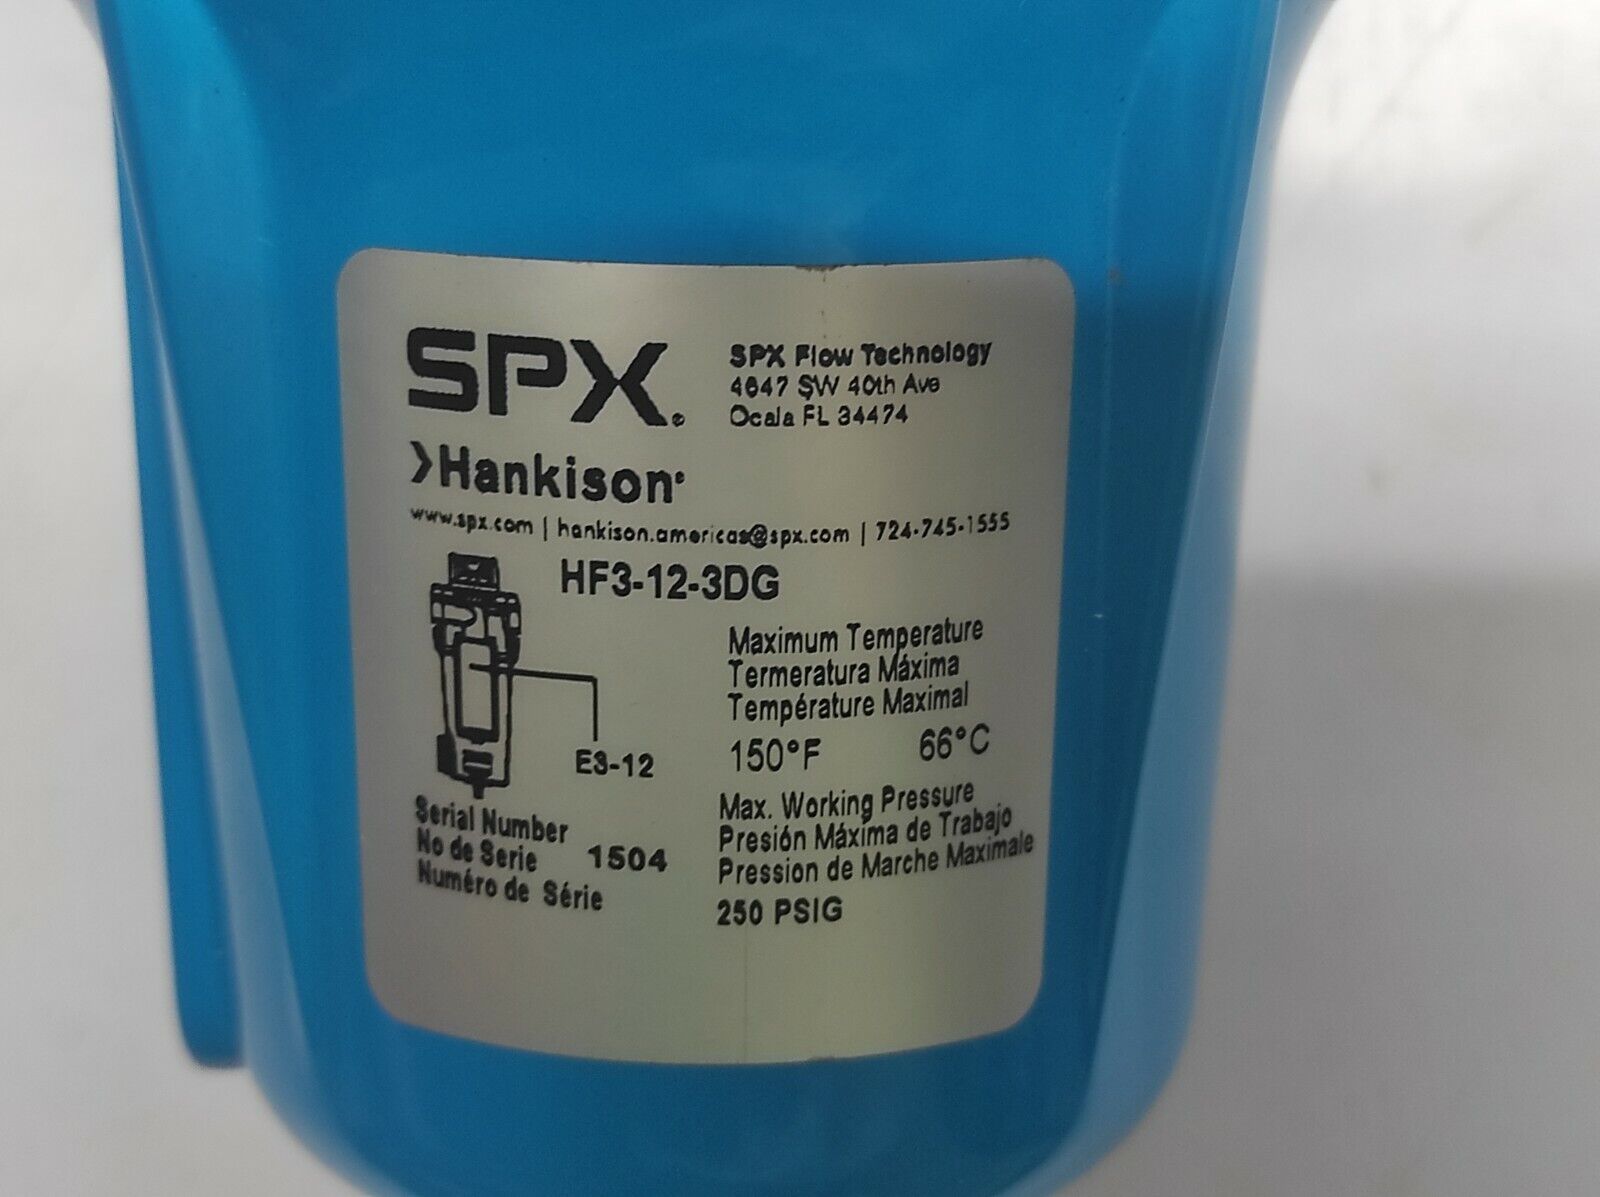 SPX®
SPX Flow Technology
4647 SW 40th Ave
Ocala FL 34474
Hankison®
www.spx.com | hankison.americas@spx.com | 724-745-1555
HF3-12-3DG
Maximum Temperature
Termeratura Máxima
Température Maximal
150°F 66°C
E3-12
Max. Working Pressure
Presión Máxima de Trabajo
Pression de Marche Maximale
250 PSIG
Serial Number
No de Serie 1504
Numéro de Série